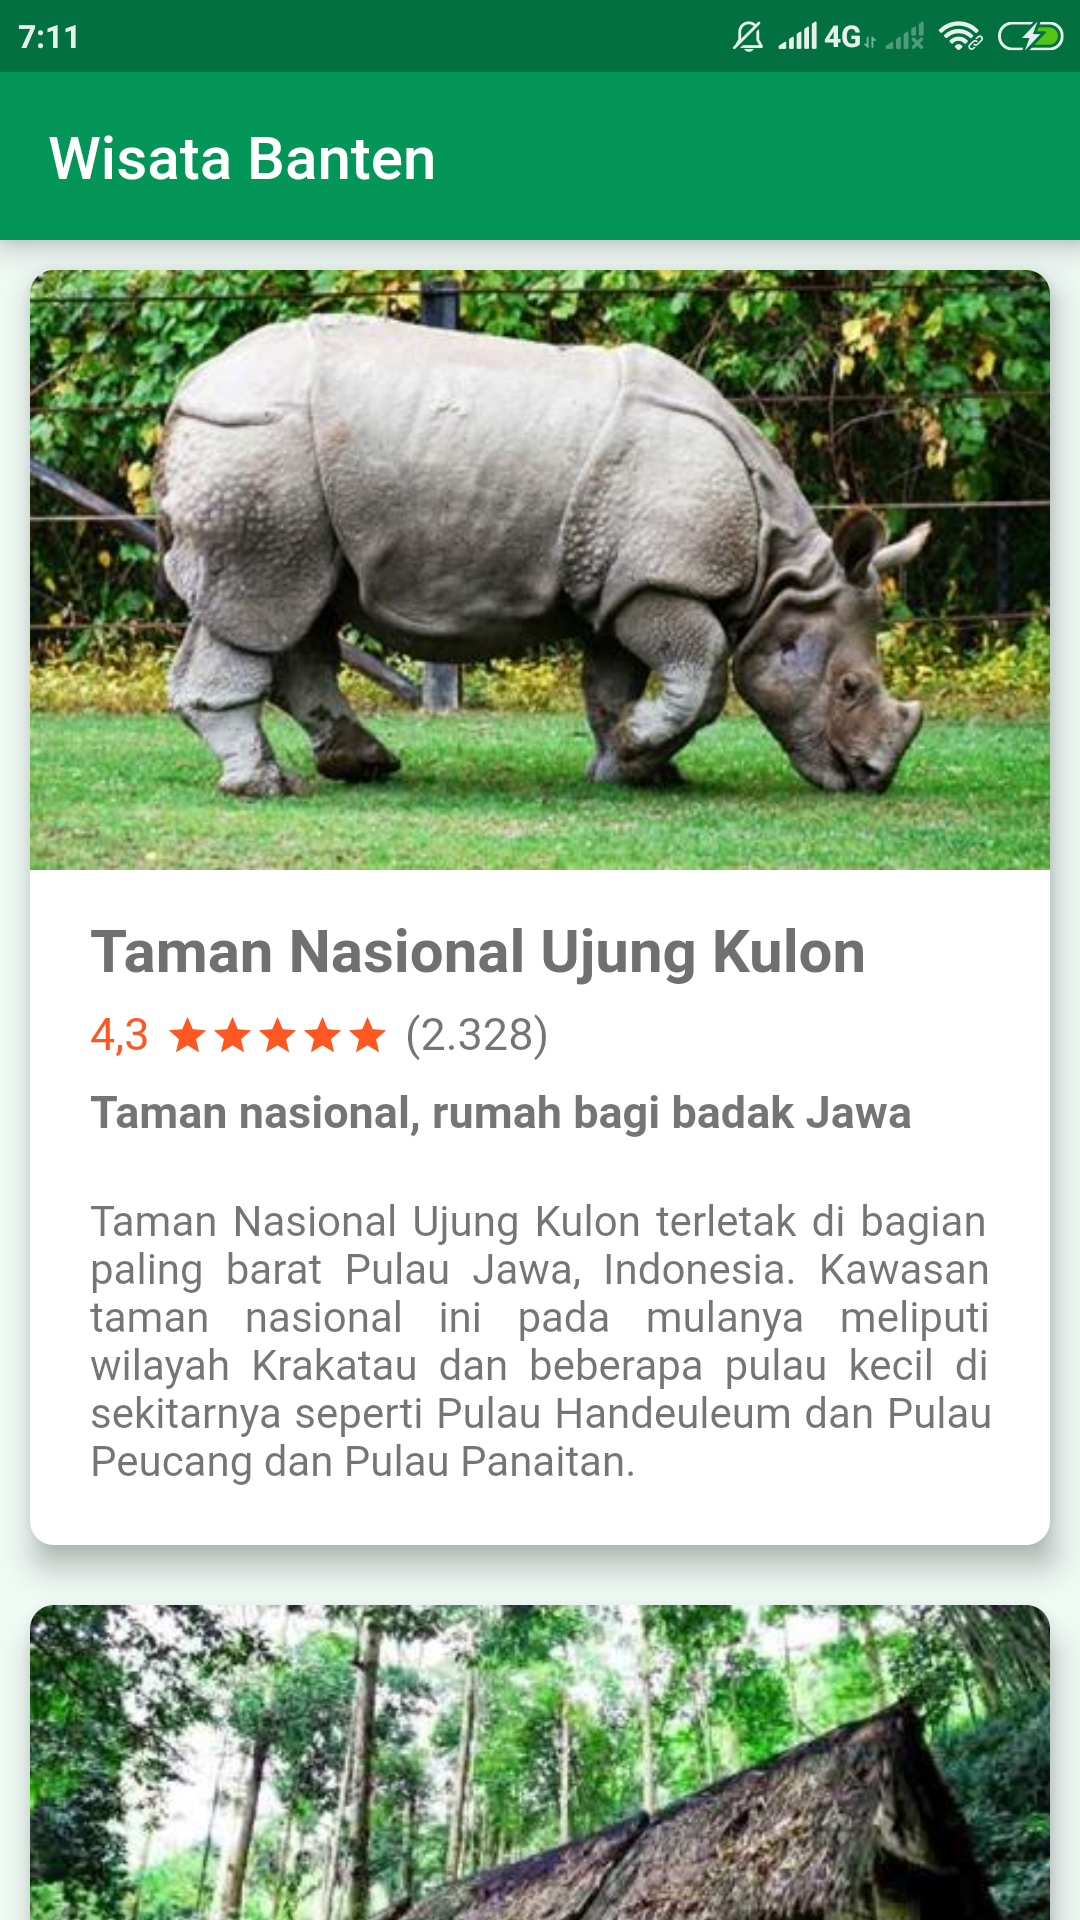 7:11
4G
Wisata Banten
Taman Nasional Ujung Kulon
4,3 (2.328)
Taman nasional, rumah bagi badak Jawa
Taman Nasional Ujung Kulon terletak di bagian
paling barat Pulau Jawa, Indonesia. Kawasan
taman nasional ini pada mulanya meliputi
wilayah Krakatau dan beberapa pulau kecil di
sekitarnya seperti Pulau Handeuleum dan Pulau
Peucang dan Pulau Panaitan.